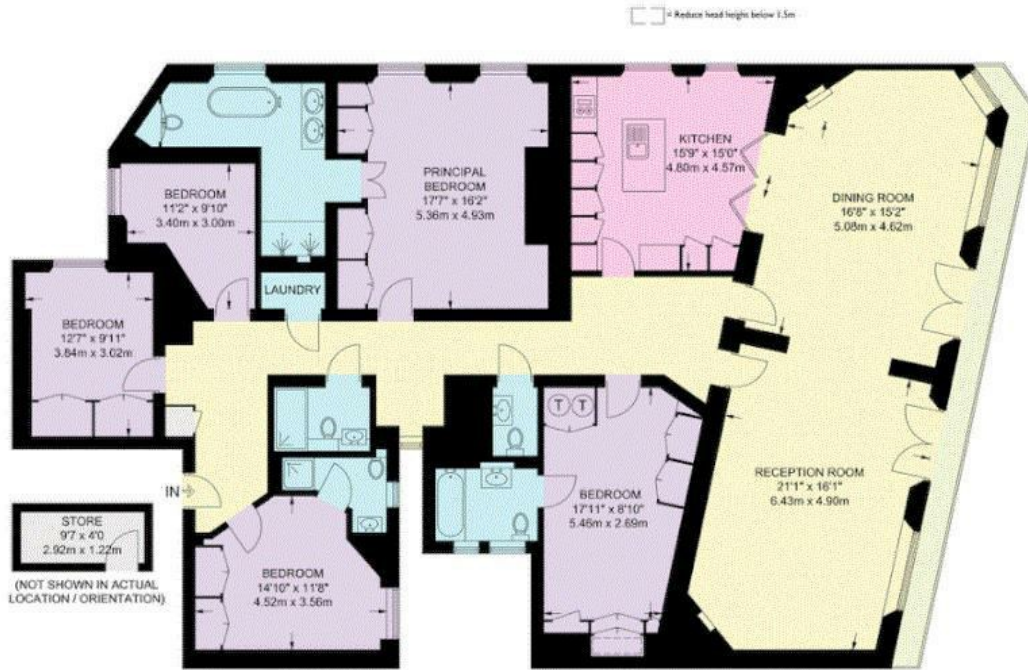 = Reduce head height below 1.5m
KITCHEN
15'9" x 15'0"
4.80m x 4.57m
PRINCIPAL
BEDROOM
17'7" x 16'2"
5.36m x 4.93m
DINING ROOM
16'8" x 15'2"
5.08m x 4.62m
BEDROOM
11'2" x 9'10"
3.40m x 3.00m
LAUNDRY
BEDROOM
12'7" x 9'11"
3.84m x 3.02m
T T
RECEPTION ROOM
21'1" x 16'1"
6.43m x 4.90m
IN
BEDROOM
17'11" x 8'10"
5.46m x 2.69m
STORE
9'7 x 4'0
2.92m x 1.22m
(NOT SHOWN IN ACTUAL
LOCATION / ORIENTATION)
BEDROOM
14'10" x 11'8"
4.52m x 3.56m